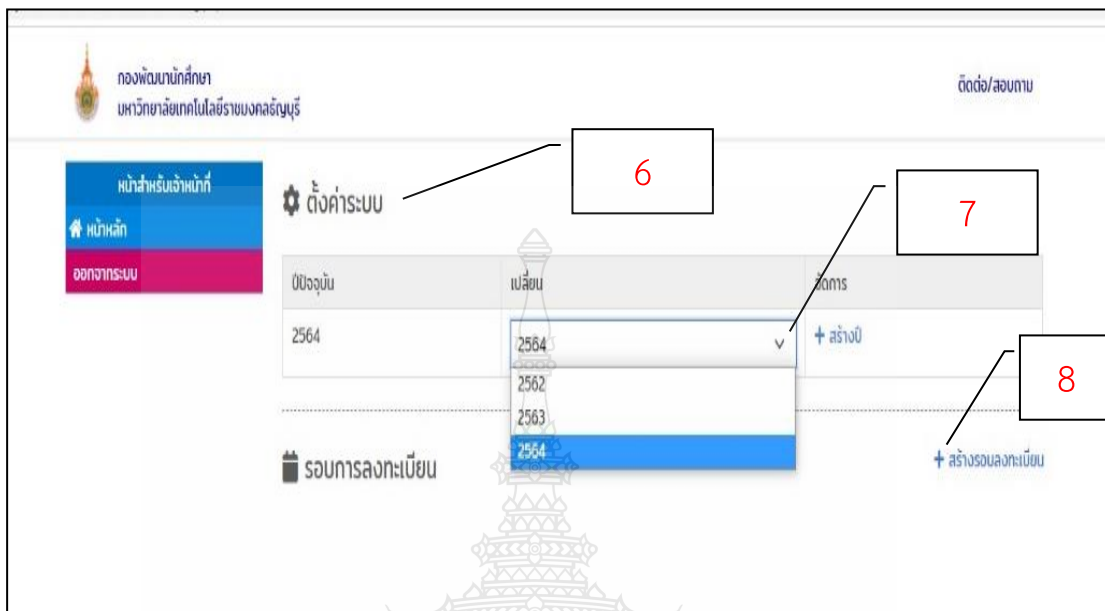 กองพัฒนานักศึกษา
มหาวิทยาลัยเทคโนโลยีราชมงคลธัญบุรี
ติดต่อ/สอบถาม
หน้าสำหรับเจ้าหน้าที่
หน้าหลัก
ออกจากระบบ
ตั้งค่าระบบ
6
7
ปีปัจจุบัน เปลี่ยน จัดการ
2564 2564 + สร้างปี
2562
2563
2564
8
รอบการลงทะเบียน
+ สร้างรอบลงทะเบียน